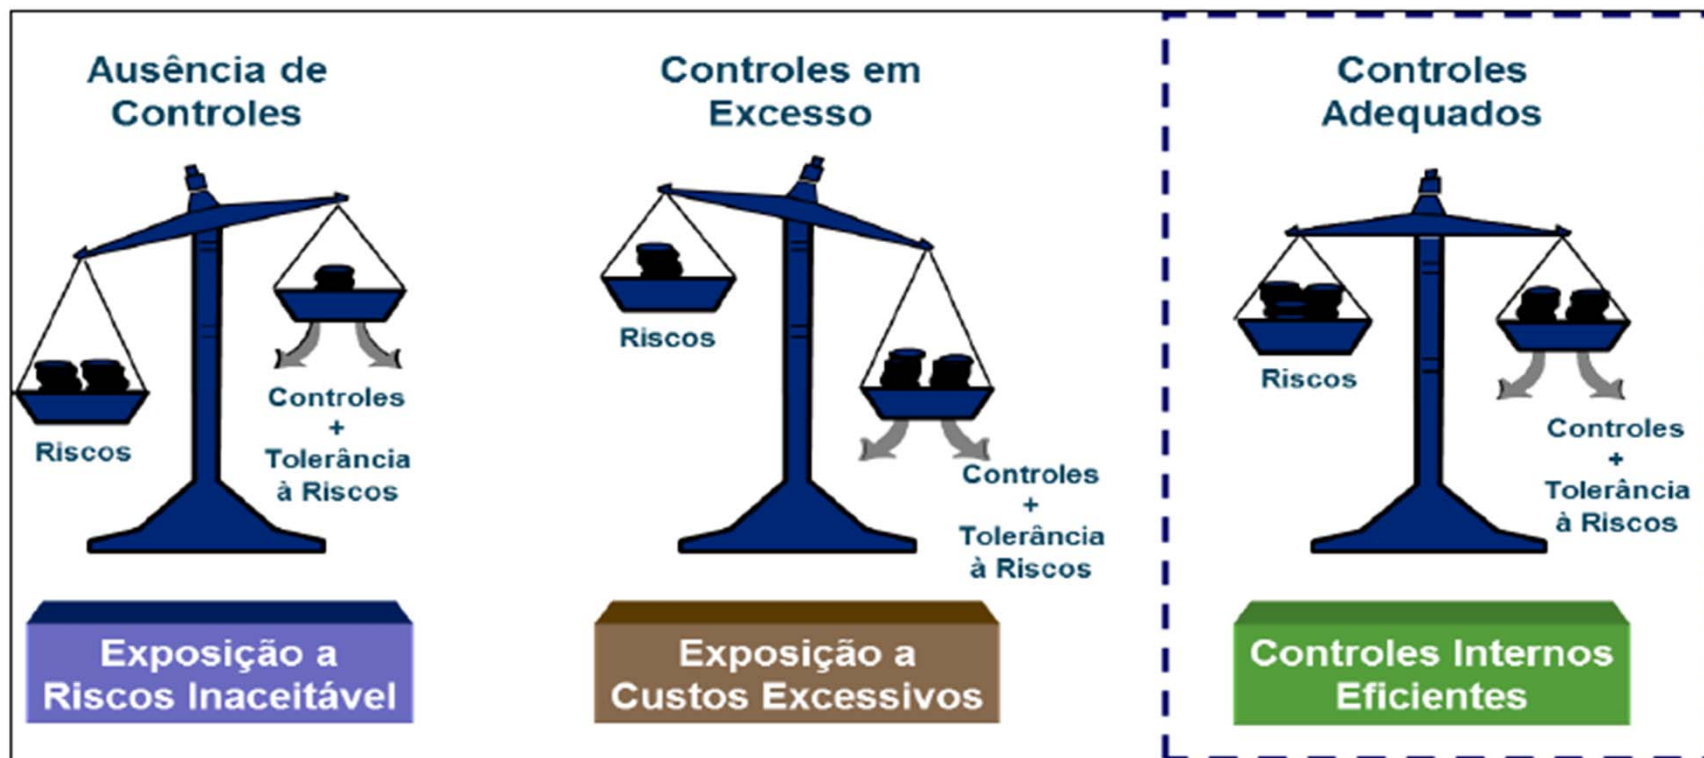 Ausência de
Controles
Riscos
Controles
+
Tolerância
à Riscos
Exposição a
Riscos Inaceitável
Controles em
Excesso
Riscos
Controles
+
Tolerância
à Riscos
Exposição a
Custos Excessivos
Controles
Adequados
Riscos
Controles
+
Tolerância
à Riscos
Controles Internos
Eficientes